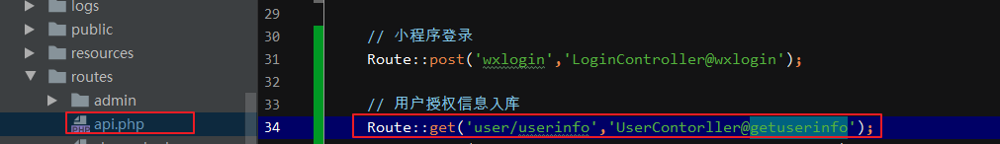 logs
public
resources
routes
admin
api.php
29
30 // 小程序登录
31 Route::post('wxlogin','LoginController@wxlogin');
32
33 // 用户授权信息入库
34 Route::get('user/userinfo','UserContorller@getuserinfo');